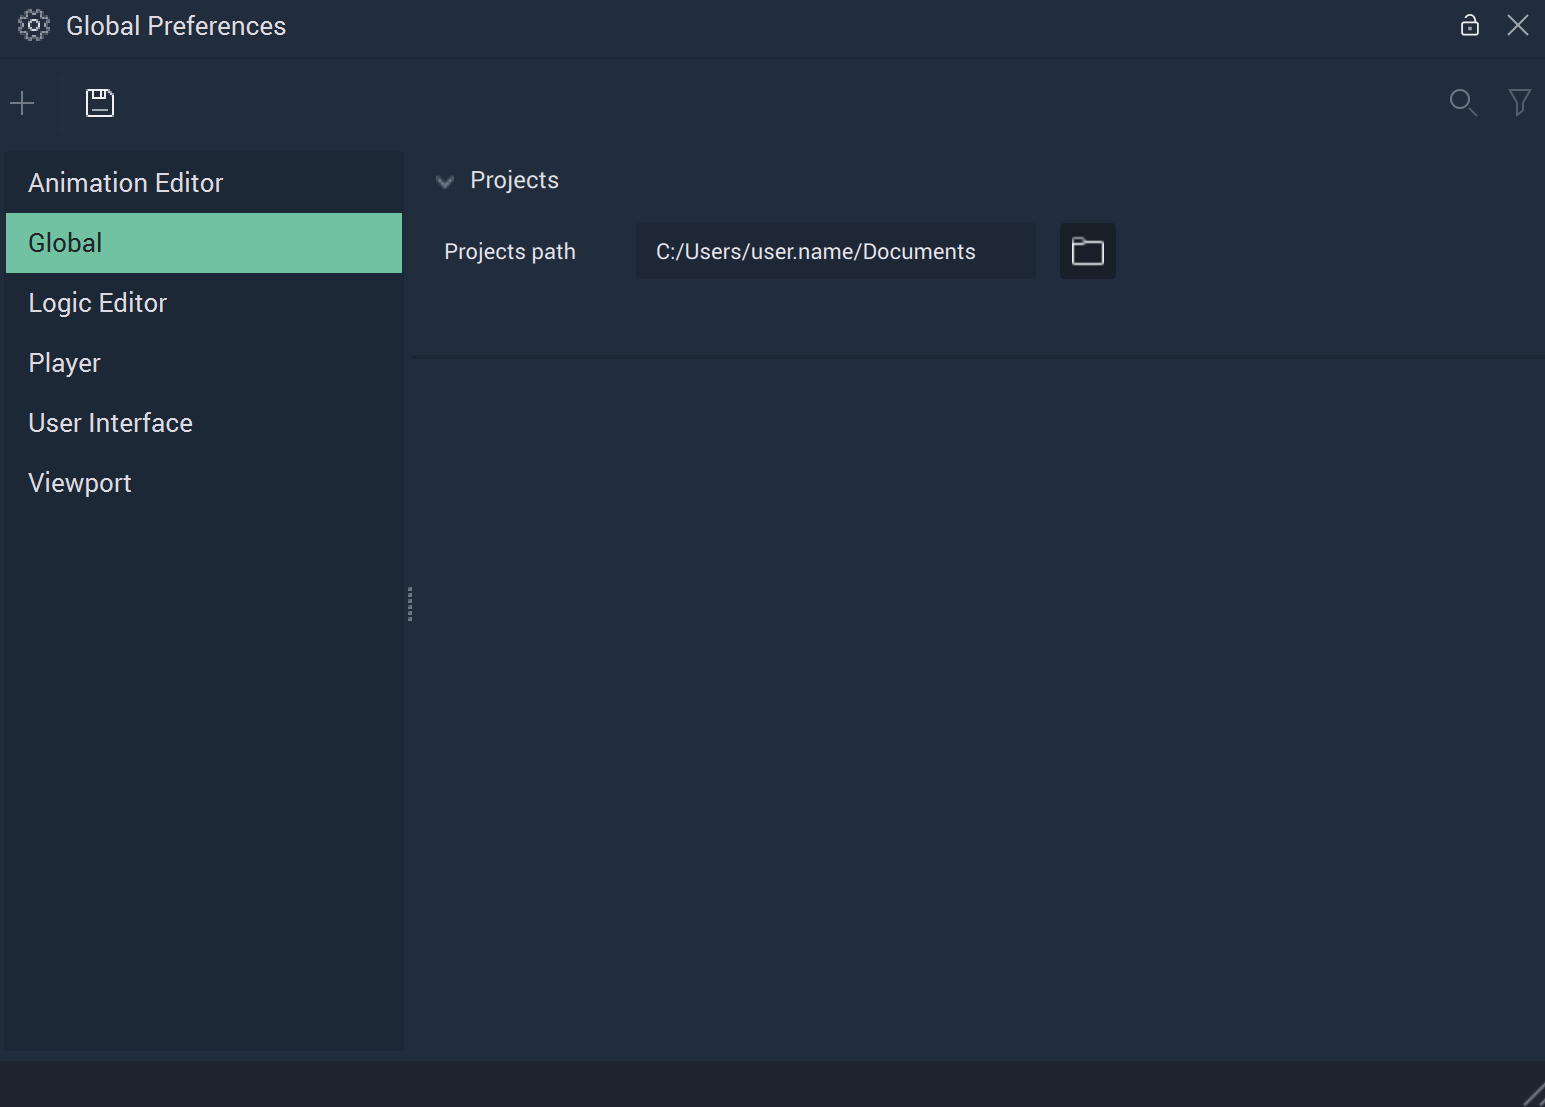 Global Preferences
Animation Editor
Global
Logic Editor
Player
User Interface
Viewport
Projects
Projects path
C:/Users/user.name/Documents